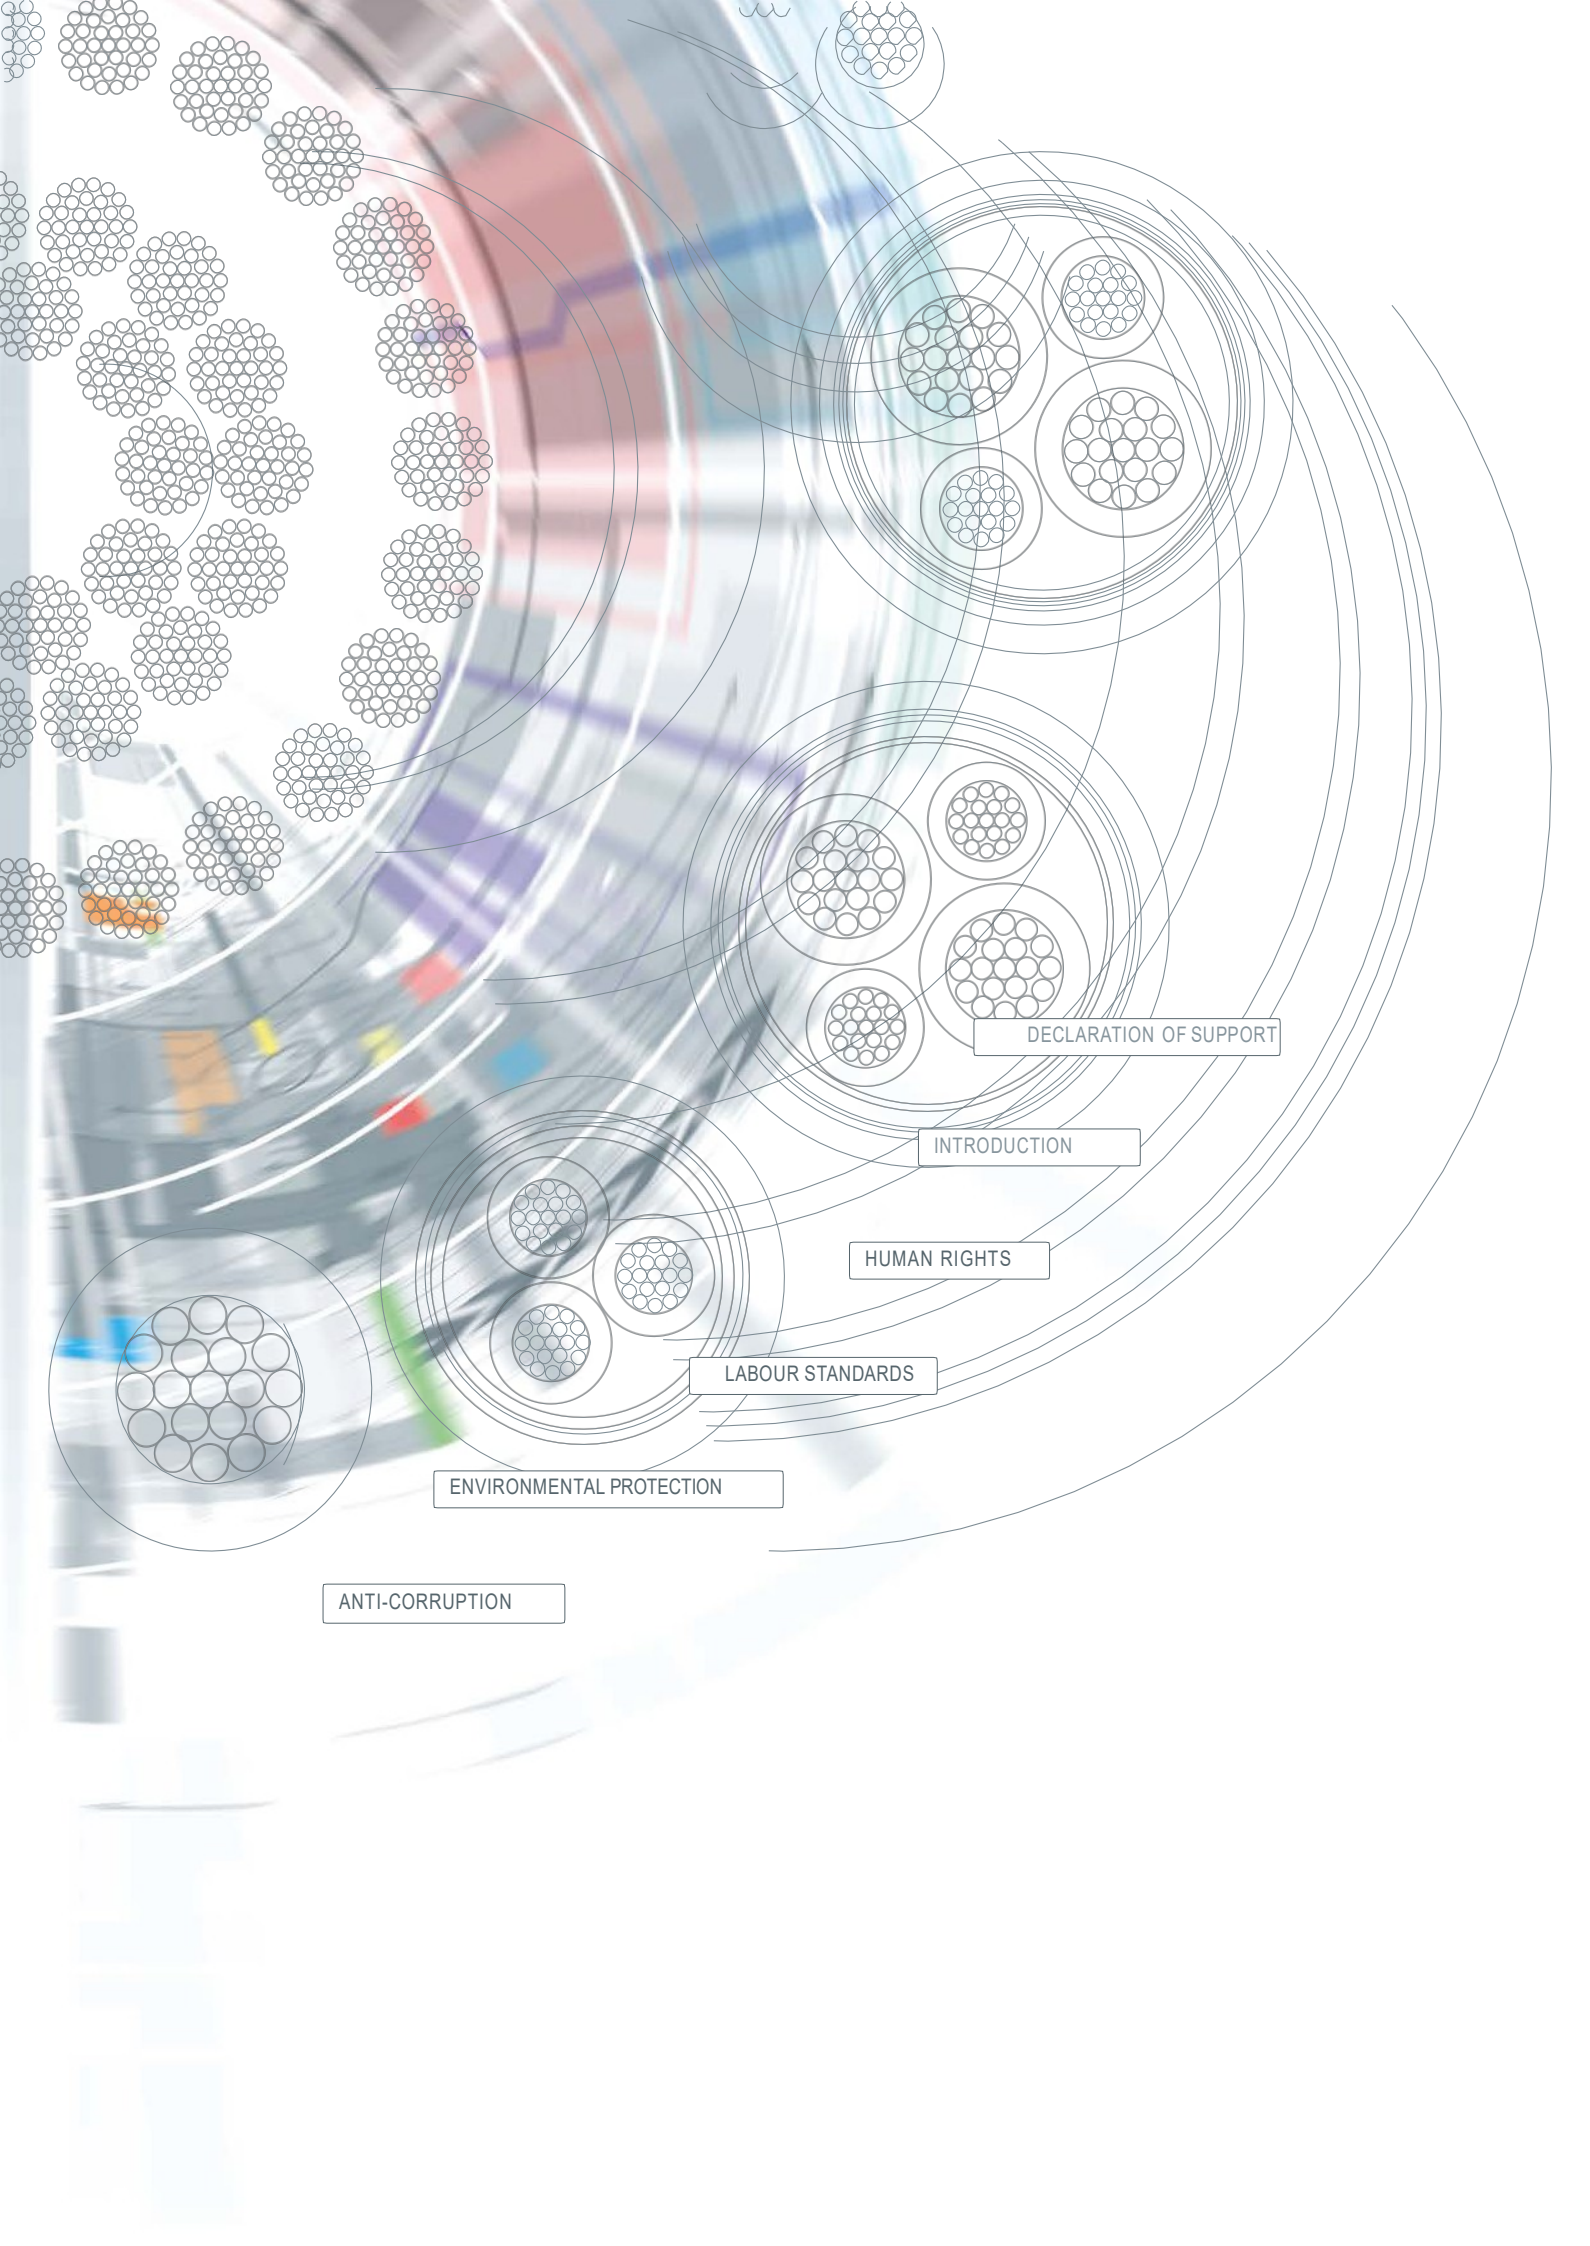 DECLARATION OF SUPPORT
INTRODUCTION
HUMAN RIGHTS
LABOUR STANDARDS
ENVIRONMENTAL PROTECTION
ANTI-CORRUPTION